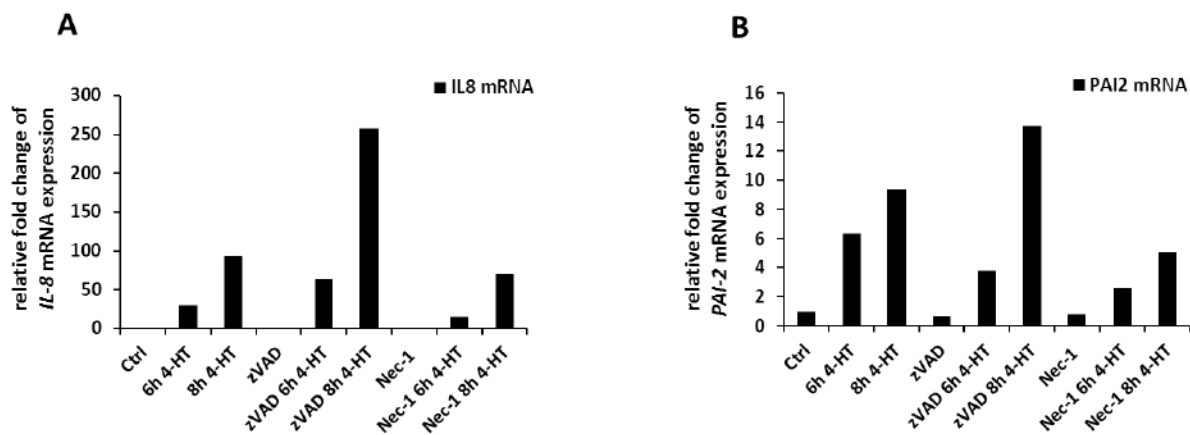 A
IL8 mRNA
relative fold change of
IL-8 mRNA expression
300
250
200
150
100
50
0
Ctrl
6h 4-HT
8h 4-HT
zVAD
zVAD 6h 4-HT
zVAD 8h 4-HT
Nec-1
Nec-1 6h 4-HT
Nec-1 8h 4-HT
B
PAI2 mRNA
relative fold change of
PAI-2 mRNA expression
16
14
12
10
8
6
4
2
0
Ctrl
6h 4-HT
8h 4-HT
zVAD
zVAD 6h 4-HT
zVAD 8h 4-HT
Nec-1
Nec-1 6h 4-HT
Nec-1 8h 4-HT